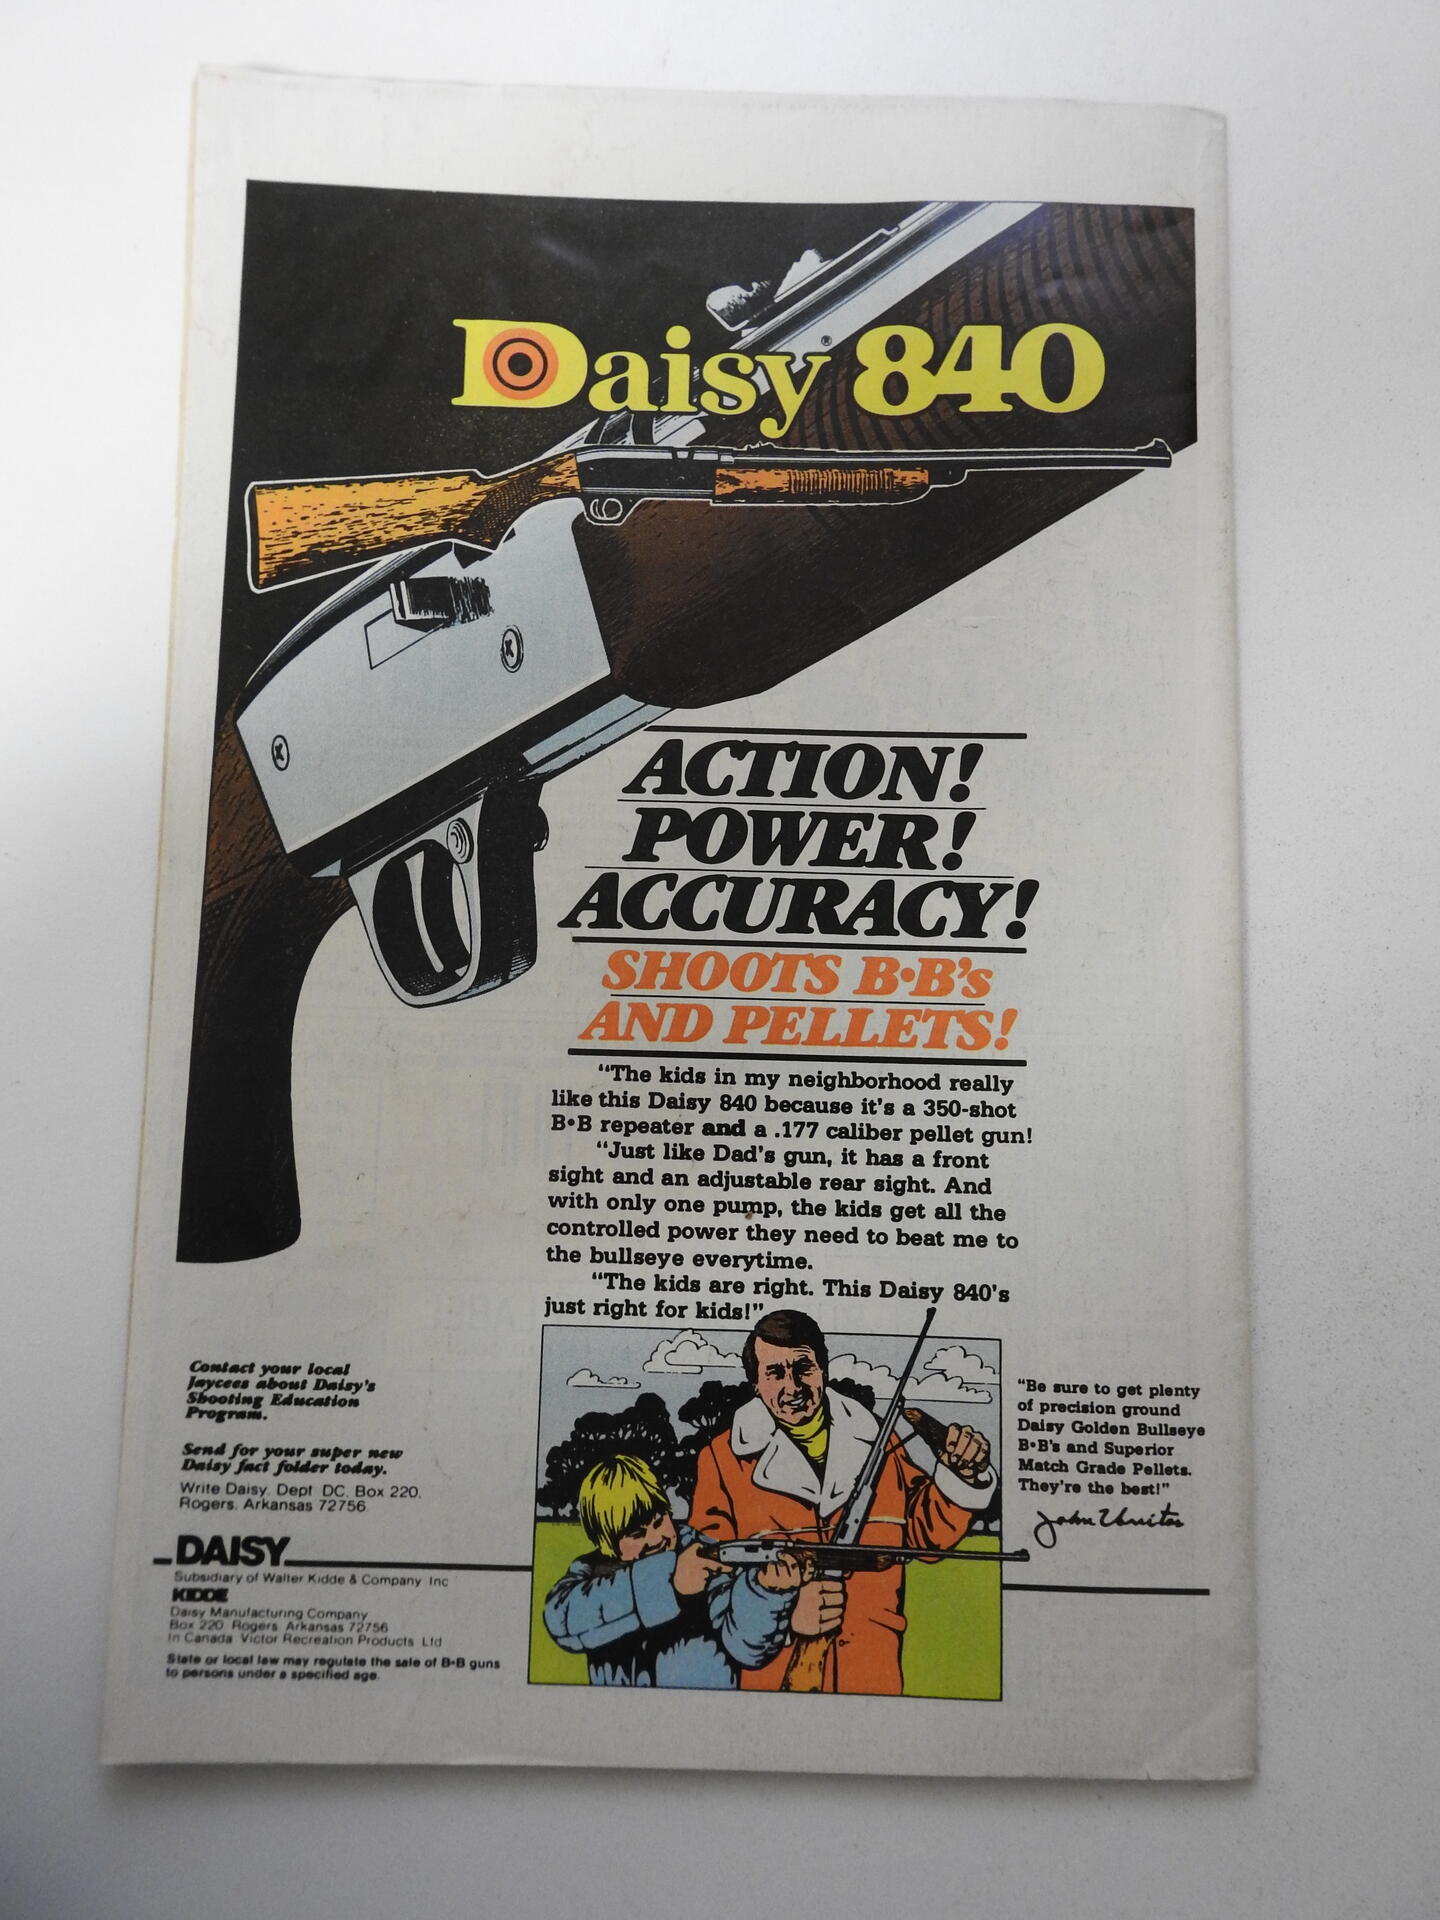 Daisy® 840
ACTION!
POWER!
ACCURACY!
SHOOTS B•B's
AND PELLETS!
"The kids in my neighborhood really
like this Daisy 840 because it's a 350-shot
B•B repeater and a .177 caliber pellet gun!
"Just like Dad's gun, it has a front
sight and an adjustable rear sight. And
with only one pump, the kids get all the
controlled power they need to beat me to
the bullseye everytime.
"The kids are right. This Daisy 840's
just right for kids!"
"Be sure to get plenty
of precision ground
Daisy Golden Bullseye
B•B's and Superior
Match Grade Pellets.
They're the best!"
John Unitas
Contact your local
Jaycees about Daisy's
Shooting Education
Program.
Send for your super new
Daisy fact folder today.
Write Daisy, Dept DC, Box 220,
Rogers, Arkansas 72756
DAISY
Subsidiary of Walter Kidde & Company Inc
KIDDE
Daisy Manufacturing Company
Box 220 Rogers Arkansas 72756
In Canada Victor Recreation Products Ltd
State or local law may regulate the sale of B•B guns
to persons under a specified age.